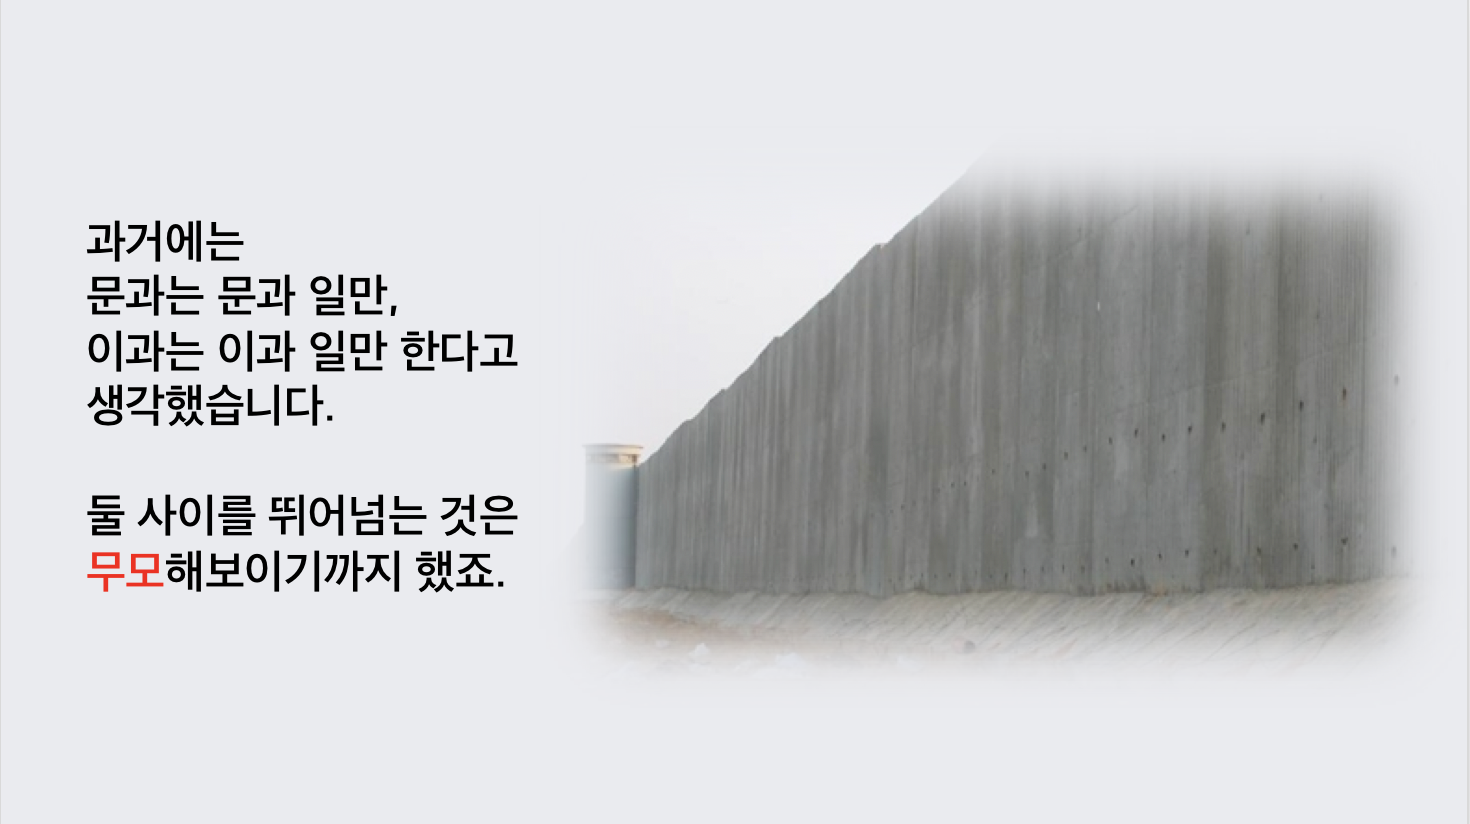 과거에는
문과는 문과 일만,
이과는 이과 일만 한다고
생각했습니다.
둘 사이를 뛰어넘는 것은
무모해보이기까지 했죠.